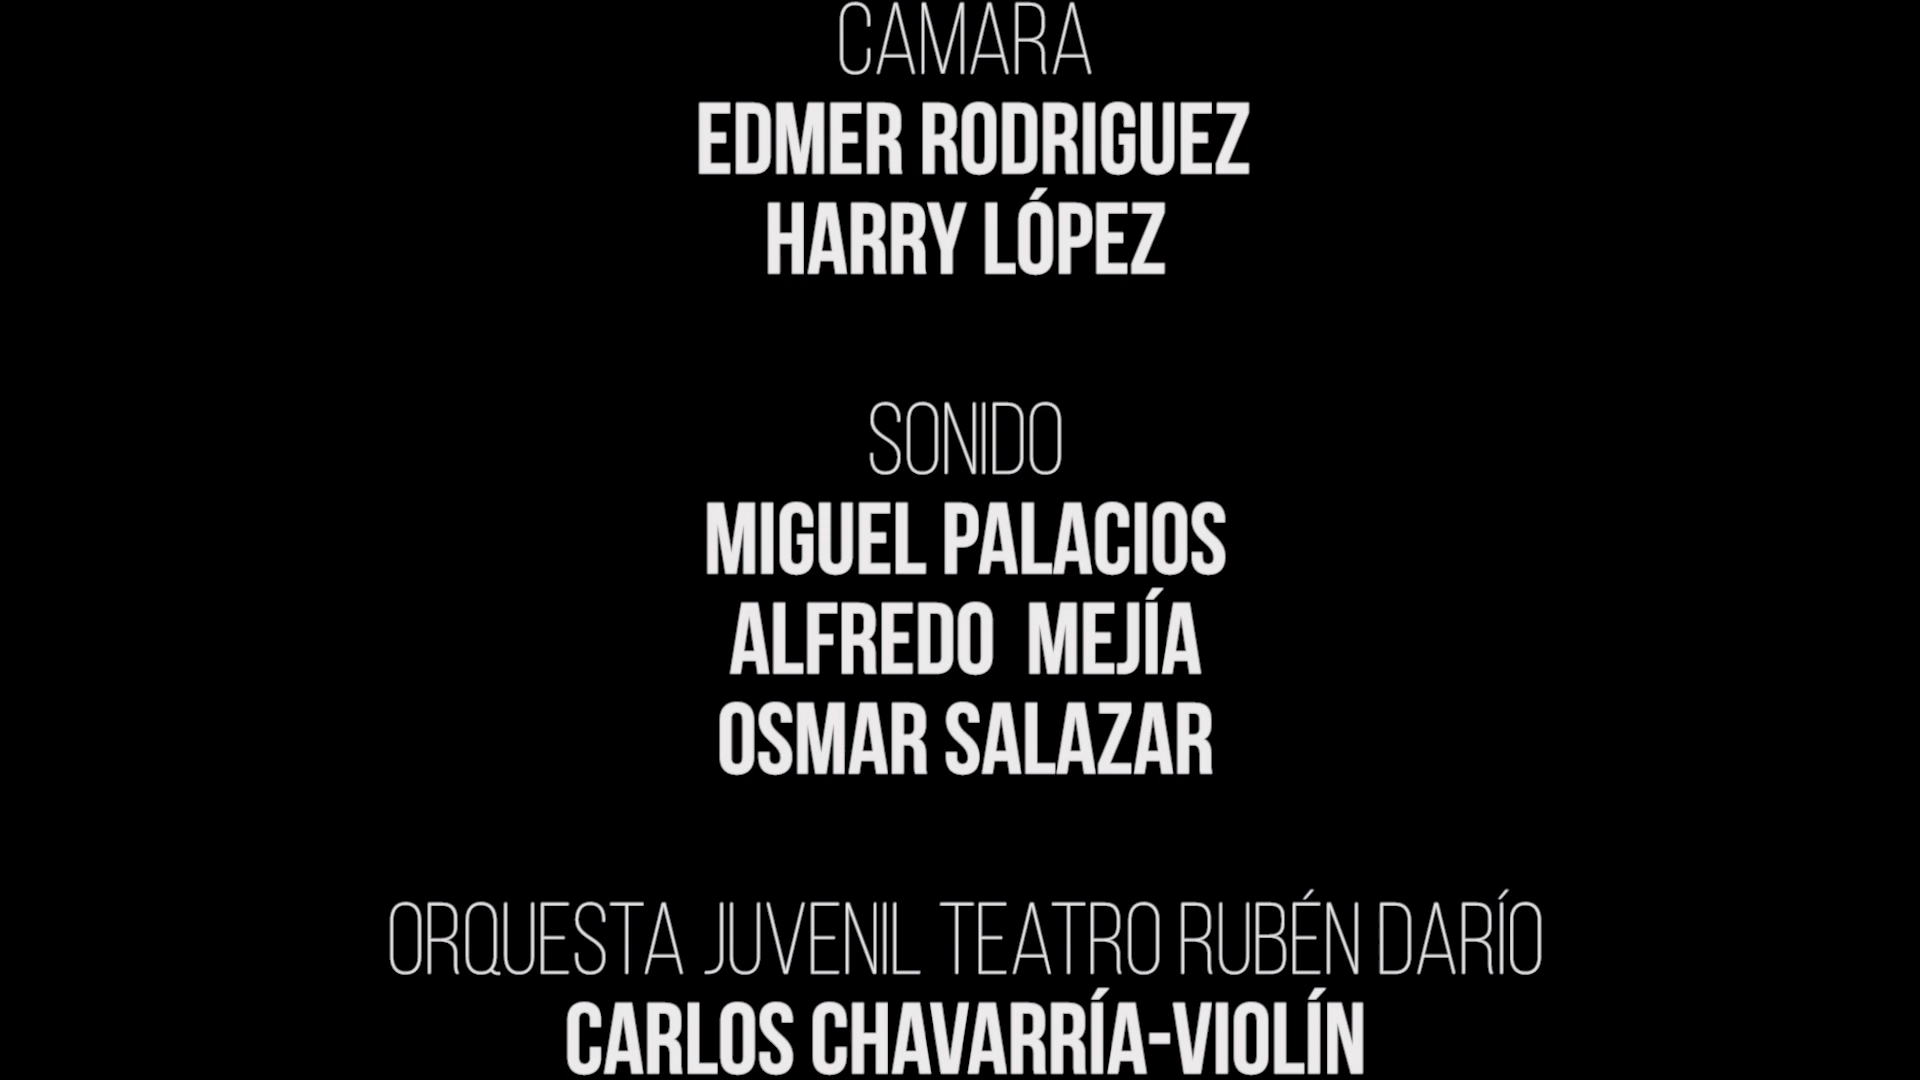 CAMARA
EDMER RODRIGUEZ
HARRY LÓPEZ
SONIDO
MIGUEL PALACIOS
ALFREDO  MEJÍA
OSMAR SALAZAR
ORQUESTA JUVENIL TEATRO RUBÉN DARÍO
CARLOS CHAVARRÍA-VIOLÍN